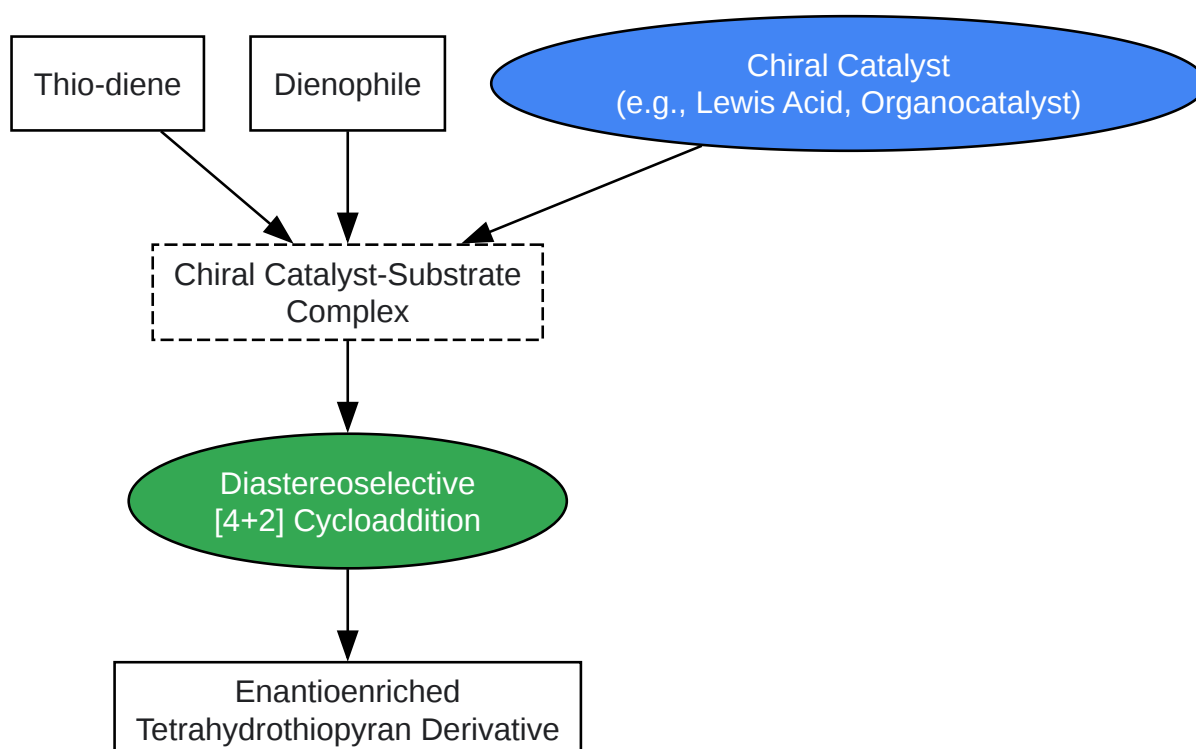 Thio-diene
Dienophile
Chiral Catalyst
(e.g., Lewis Acid, Organocatalyst)
Chiral Catalyst-Substrate
Complex
Diastereoselective
[4+2] Cycloaddition
Enantioenriched
Tetrahydrothiopyran Derivative